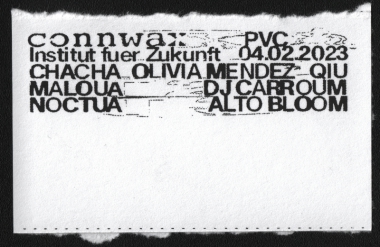 connwax PVC
Institut fuer Zukunft 04.02.2023
CHACHA OLIVIA MENDEZ QIU
MALOUA DJ CARROUM
NOCTUA ALTO BLOOM